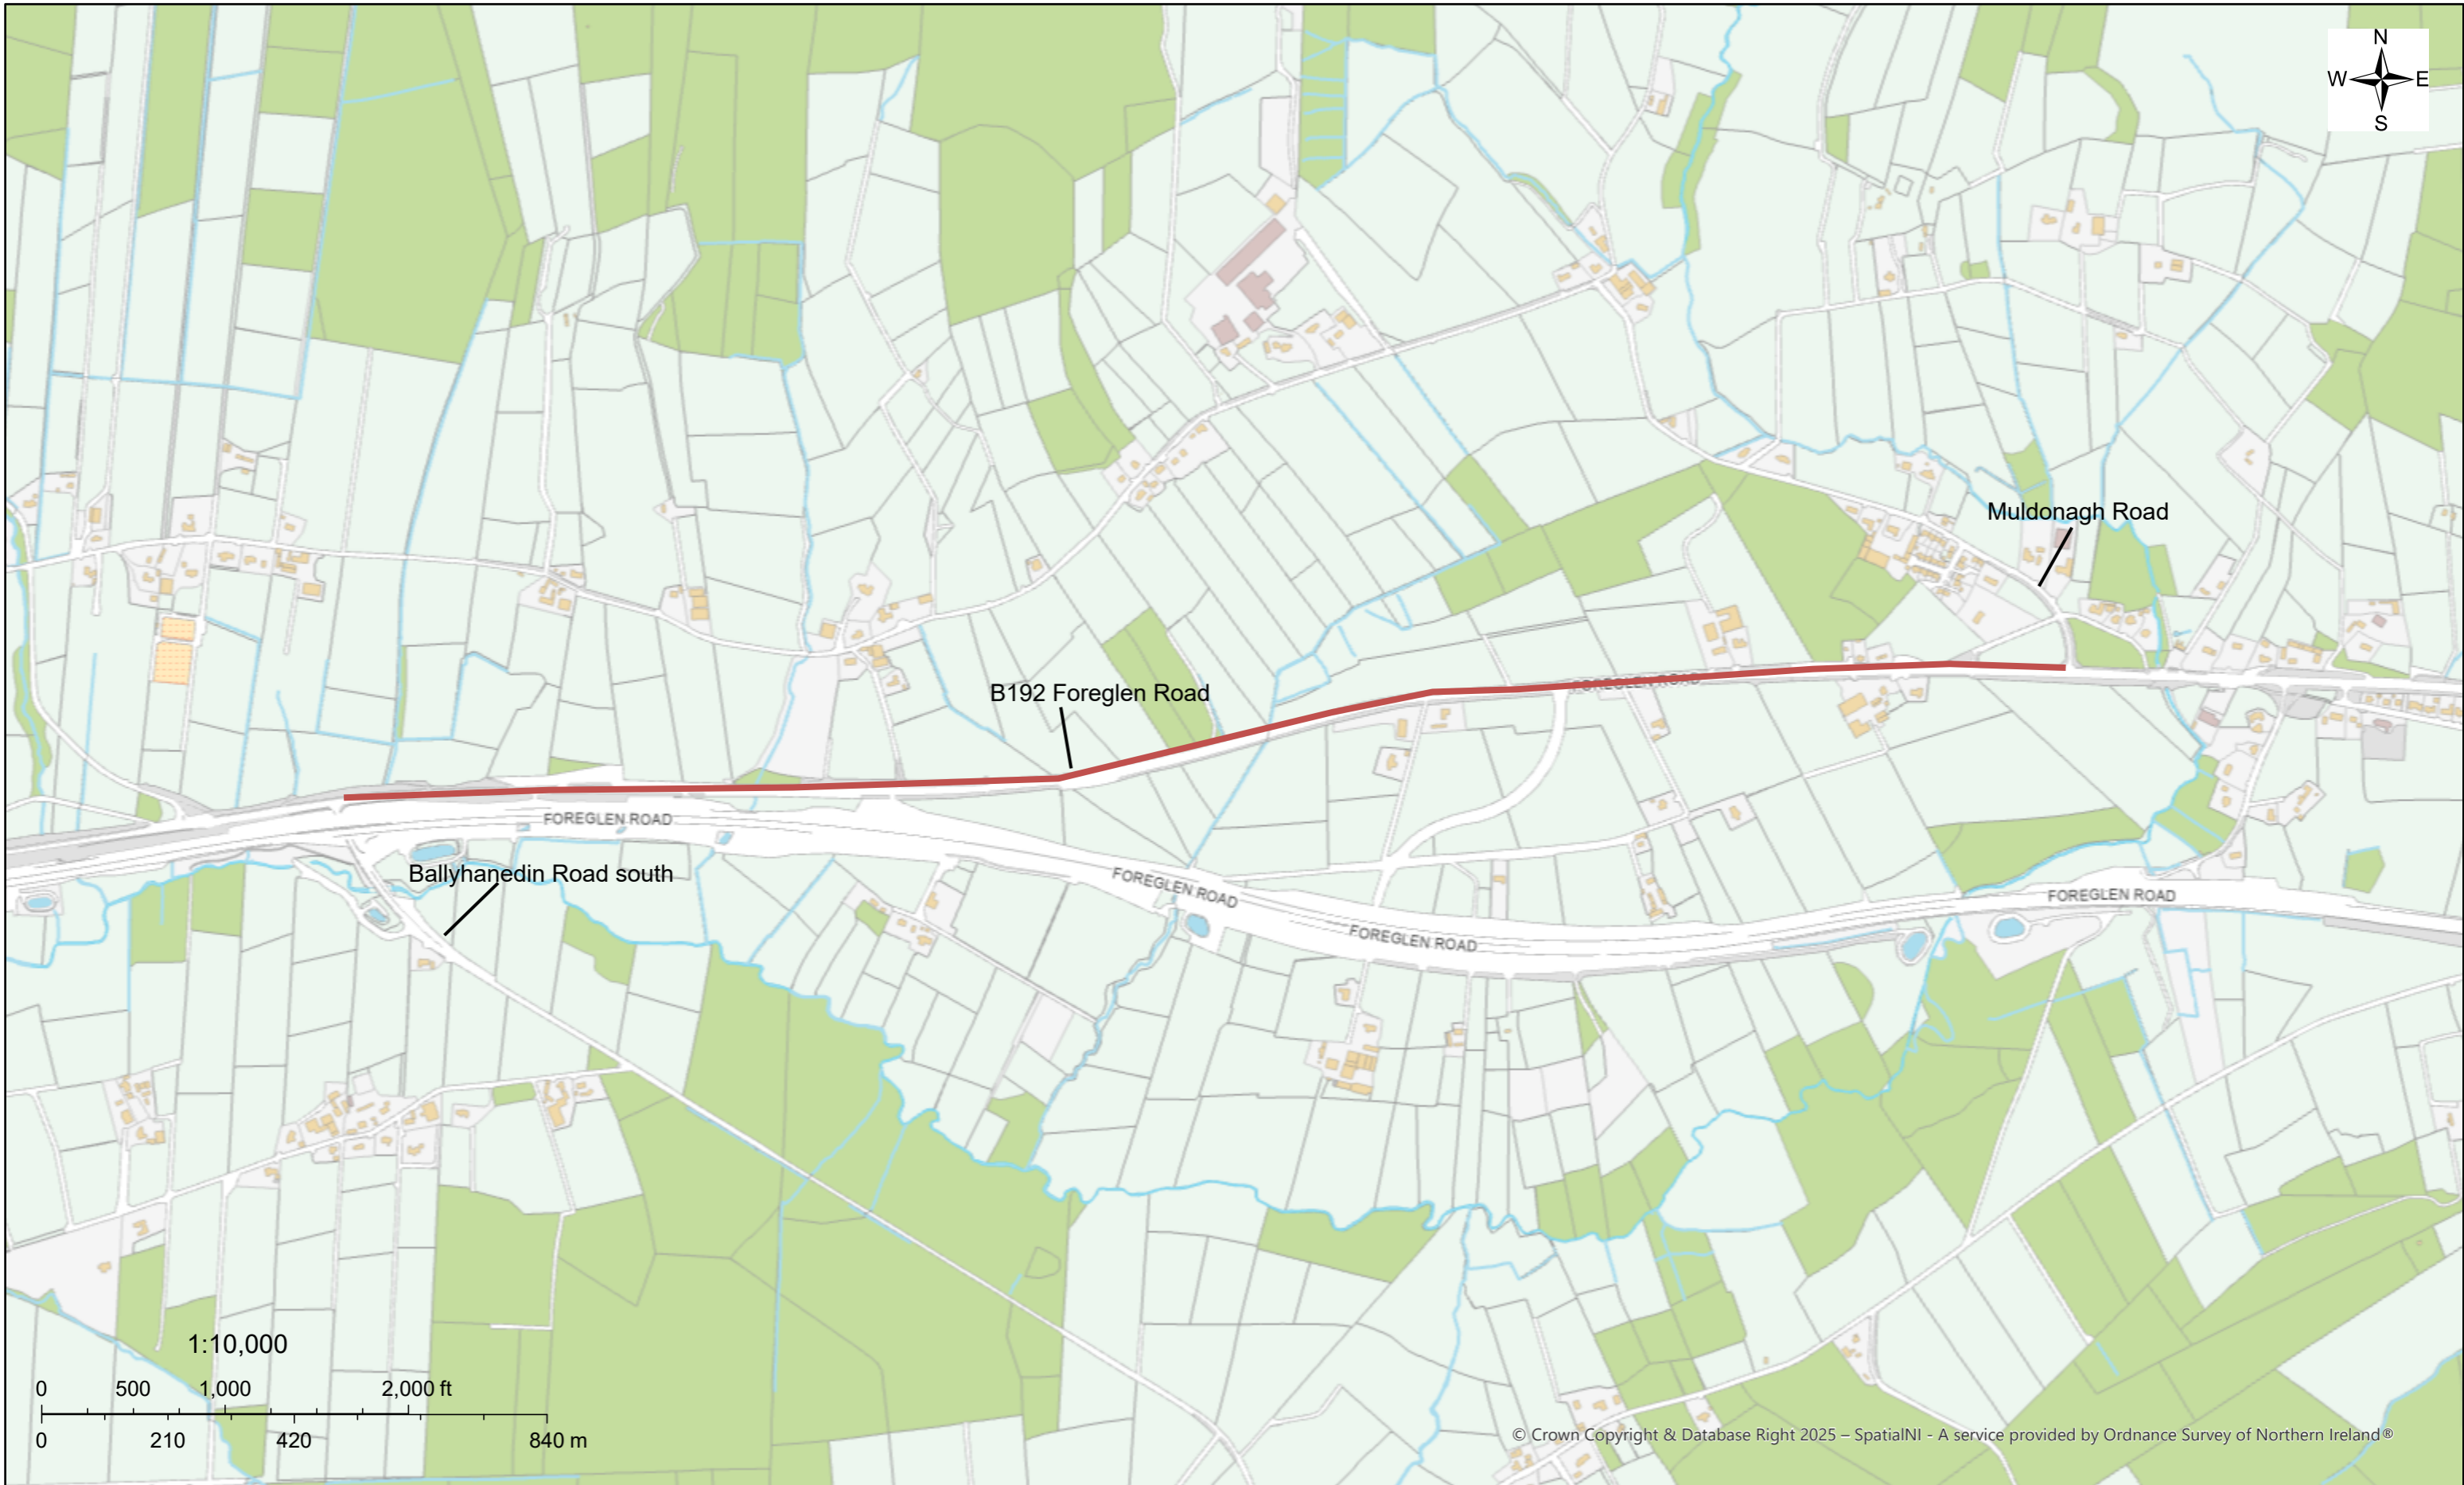 N
W E
S
Muldonagh Road
B192 Foreglen Road
FOREGLEN ROAD
FOREGLEN ROAD
Ballyhanedin Road south
FOREGLEN ROAD
FOREGLEN ROAD
FOREGLEN ROAD
1:10,000
0 500 1,000 2,000 ft
0 210 420 840 m
© Crown Copyright & Database Right 2025 – SpatialNI - A service provided by Ordnance Survey of Northern Ireland®